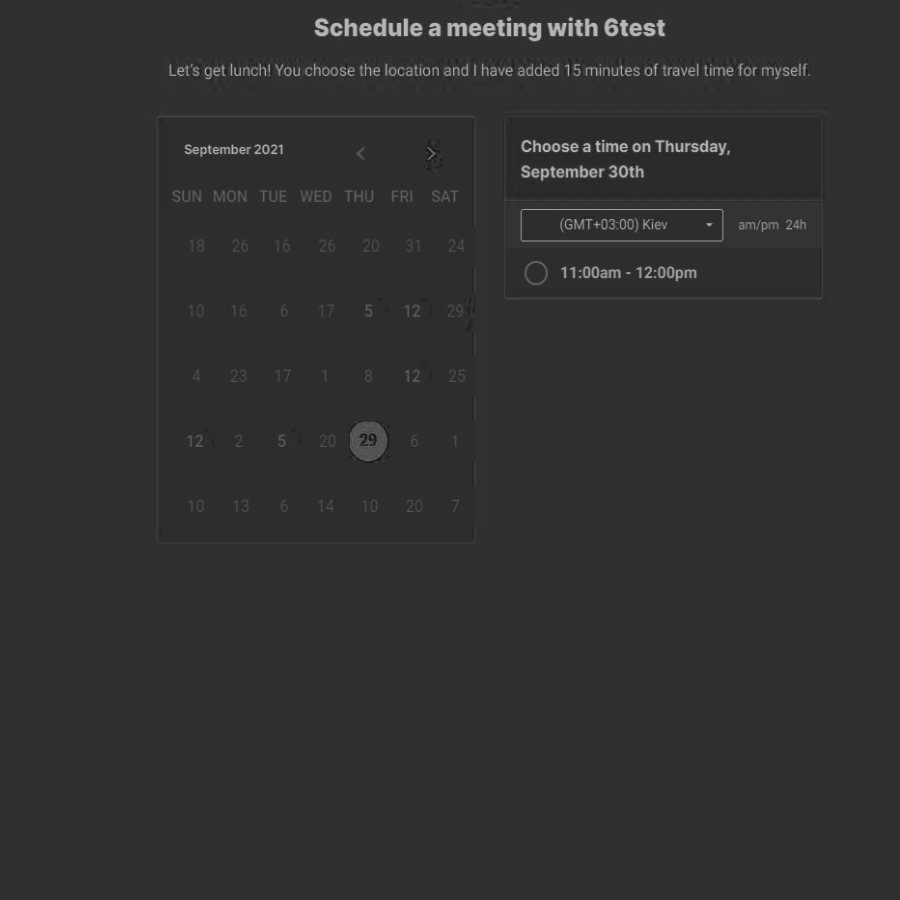 Schedule a meeting with 6test
Let's get lunch! You choose the location and I have added 15 minutes of travel time for myself.
September 2021
SUN MON TUE WED THU FRI SAT
18 26 16 26 20 31 24
10 16 6 17 5 12 29
4 23 17 1 8 12 25
12 2 5 20 29 6 1
10 13 6 14 10 20 7
Choose a time on Thursday,
September 30th
(GMT+03:00) Kiev am/pm 24h
11:00am - 12:00pm